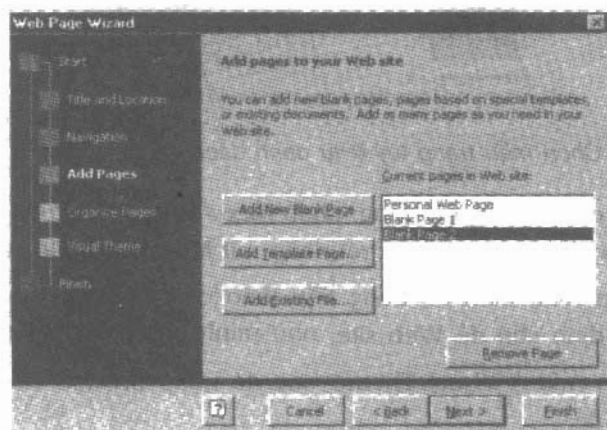 Web Page Wizard
Start
Title and Location
Navigation
Add Pages
Organize Pages
Visual Theme
Finish
Add pages to your Web site
You can add new blank pages, pages based on special templates,
or existing documents. Add as many pages as you need in your
Web site.
Current pages in Web site:
Add New Blank Page
Add Template Page...
Add Existing File...
Personal Web Page
Blank Page 1
Blank Page 2
Remove Page
Cancel
< Back
Next >
Finish